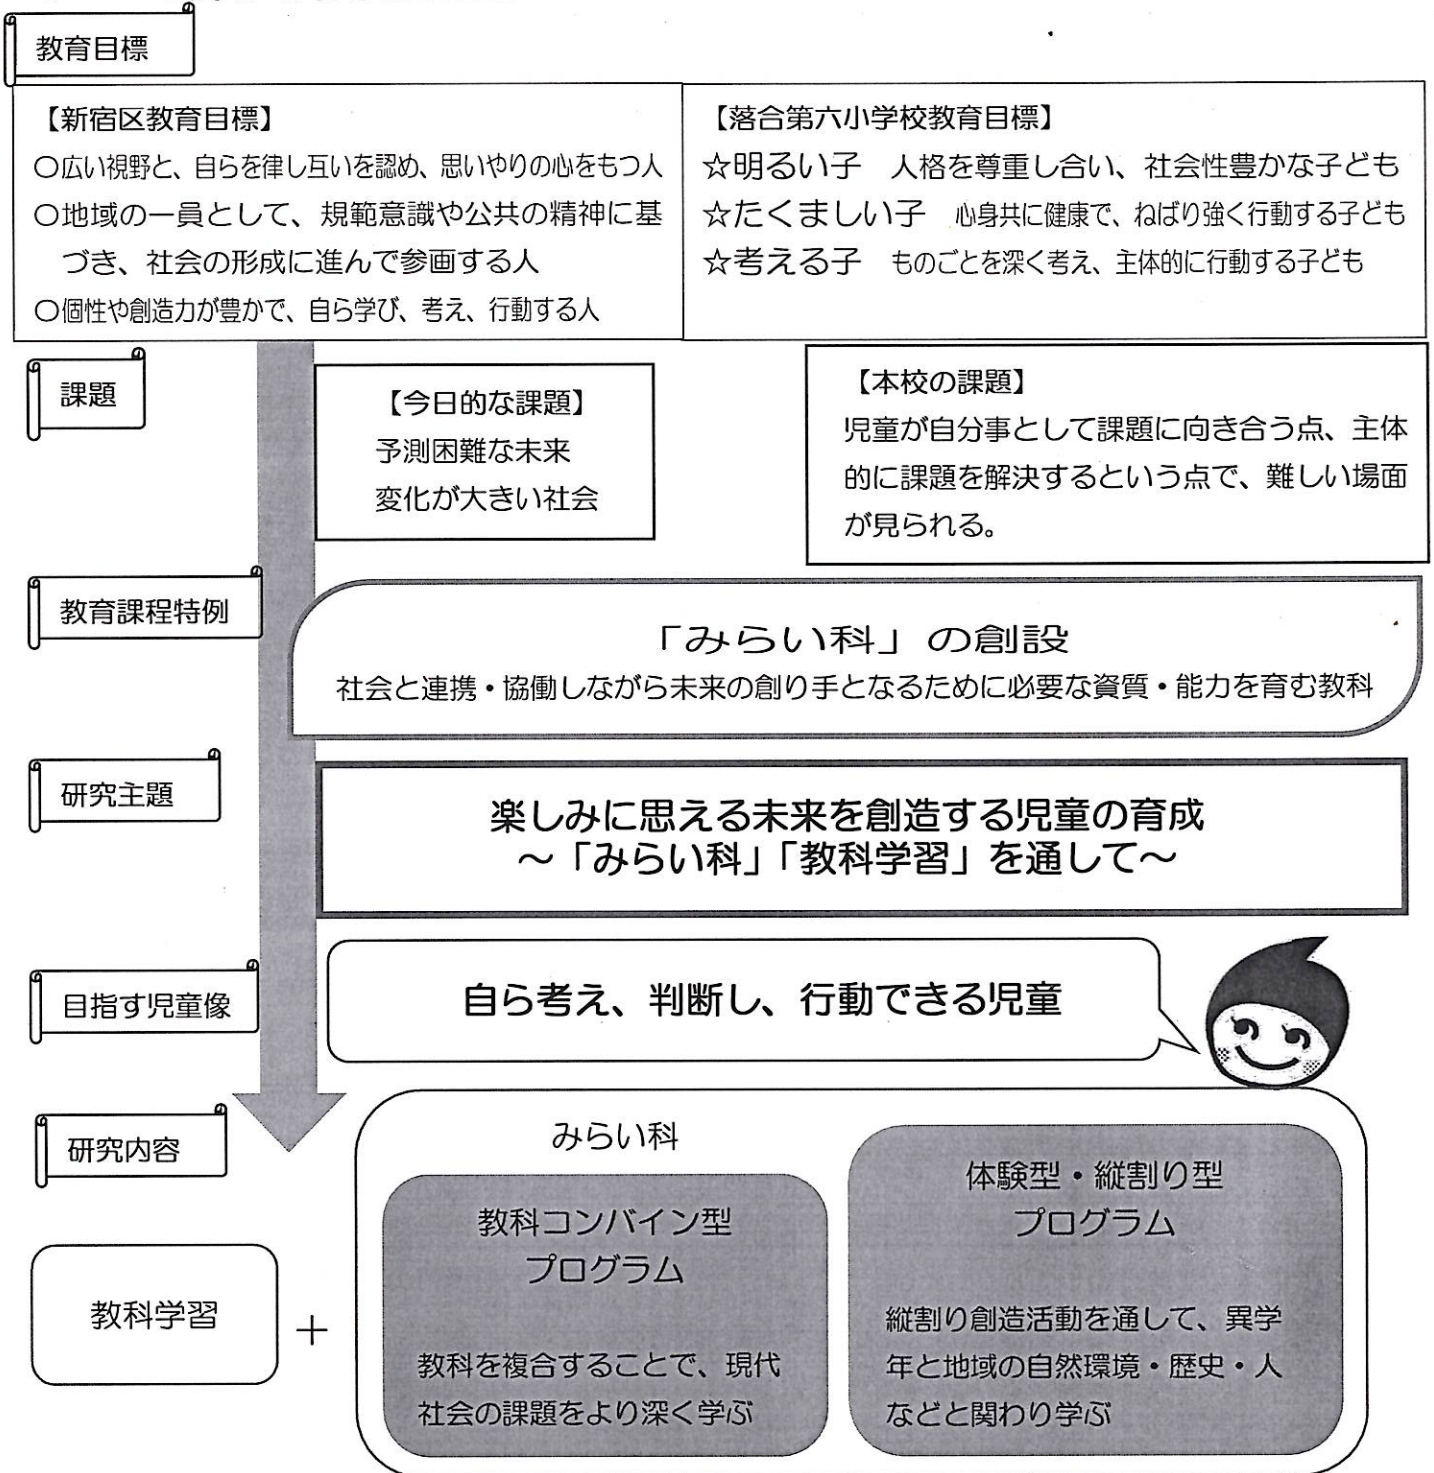 教育目標
【新宿区教育目標】
○広い視野と、自らを律し互いを認め、思いやりの心をもつ人
○地域の一員として、規範意識や公共の精神に基
づき、社会の形成に進んで参画する人
○個性や創造力が豊かで、自ら学び、考え、行動する人
【落合第六小学校教育目標】
☆明るい子　人格を尊重し合い、社会性豊かな子ども
☆たくましい子　心身共に健康で、ねばり強く行動する子ども
☆考える子　ものごとを深く考え、主体的に行動する子ども
課題
【今日的な課題】
予測困難な未来
変化が大きい社会
【本校の課題】
児童が自分事として課題に向き合う点、主体
的に課題を解決するという点で、難しい場面
が見られる。
教育課程特例
「みらい科」の創設
社会と連携・協働しながら未来の創り手となるために必要な資質・能力を育む教科
研究主題
楽しみに思える未来を創造する児童の育成
～「みらい科」「教科学習」を通して～
目指す児童像
自ら考え、判断し、行動できる児童
研究内容
教科学習
＋
みらい科
教科コンバイン型
プログラム
教科を複合することで、現代
社会の課題をより深く学ぶ
体験型・縦割り型
プログラム
縦割り創造活動を通して、異学
年と地域の自然環境・歴史・人
などと関わり学ぶ